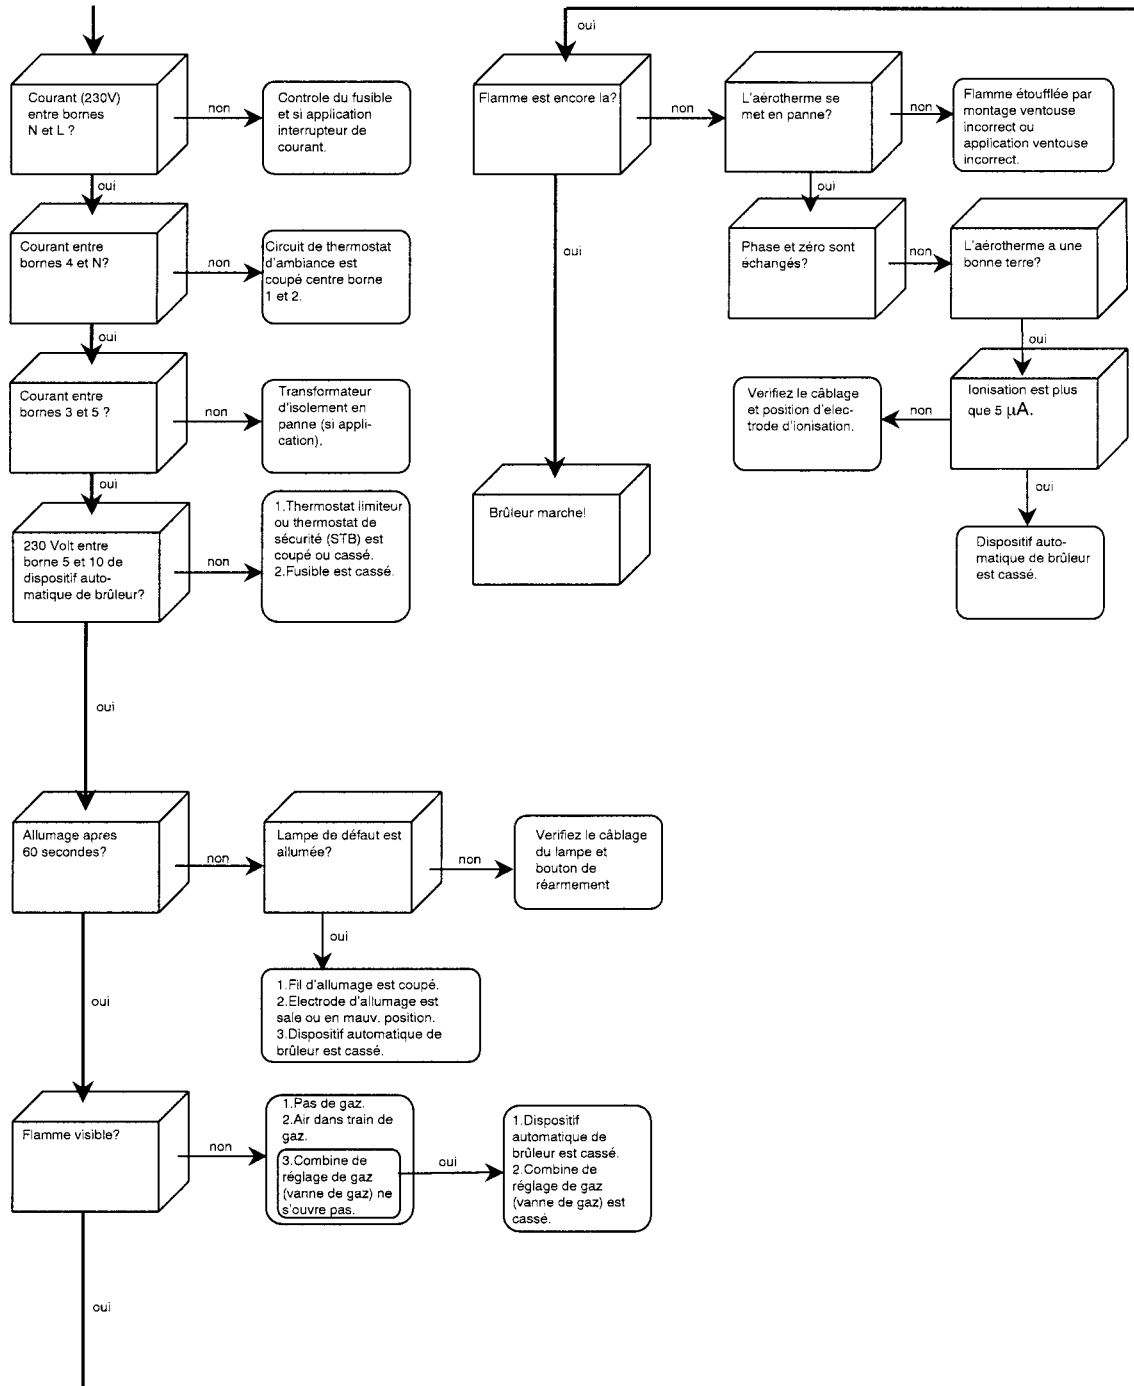 Courant (230V)
entre bornes
N et L ?
non
Controle du fusible
et si application
interrupteur de
courant.
oui
Courant entre
bornes 4 et N?
non
Circuit de thermostat
d'ambiance est
coupé centre borne
1 et 2.
oui
Courant entre
bornes 3 et 5 ?
non
Transformateur
d'isolement en
panne (si appli-
cation),
oui
230 Volt entre
borne 5 et 10 de
dispositif auto-
matique de brûleur?
non
1.Thermostat limiteur
ou thermostat de
sécurité (STB) est
coupé ou cassé.
2.Fusible est cassé.
oui
Allumage apres
60 secondes?
non
Lampe de défaut est
allumée?
non
Verifiez le câblage
du lampe et
bouton de
réarmement
oui
1.Fil d'allumage est coupé.
2.Electrode d'allumage est
sale ou en mauv. position.
3.Dispositif automatique de
brûleur est cassé.
oui
Flamme visible?
non
1.Pas de gaz.
2.Air dans train de
gaz.
3.Combine de
réglage de gaz
(vanne de gaz) ne
s'ouvre pas.
oui
1.Dispositif
automatique de
brûleur est cassé.
2.Combine de
réglage de gaz
(vanne de gaz) est
cassé.
oui
oui
Flamme est encore la?
non
L'aérotherme se
met en panne?
non
Flamme étoufflée par
montage ventouse
incorrect ou
application ventouse
incorrect.
oui
Phase et zéro sont
échangés?
non
L'aérotherme a une
bonne terre?
oui
Ionisation est plus
que 5 µA.
non
Verifiez le câblage
et position d'elec-
trode d'ionisation.
oui
Dispositif auto-
matique de brûleur
est cassé.
oui
Brûleur marche!